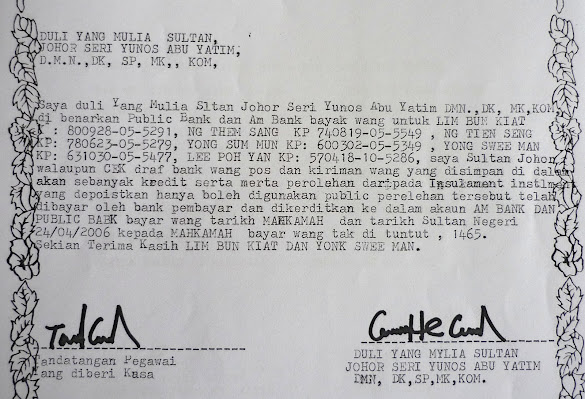 DULI YANG MULIA SULTAN,
JOHOR SERI YUNOS ABU YATIM,
D.M.N.,DK, SP, MK,, KOM,
Saya duli Yang Mulia Sltan Johor Seri Yunos Abu Yatim DMN.,DK, MK,KOM
di benarkan Public Bank dan Am Bank bayak wang untuk LIM BUN KIAT
KP : 800928-05-5291, NG THEM SANG KP 740819-05-5549 , NG TIEN SENG
KP: 780623-05-5279, YONG SUM MUN KP: 600302-05-5349 , YONG SWEE MAN
KP: 631030-05-5477, LEE POH YAN KP: 570418-10-5286, saya Sultan Johor
walaupun CEK draf bank wang pos dan kiriman wang yang disimpan di dalam
akan sebanyak kredit serta merta perolehan daripada Insulament instlmen
yang depoistkan hanya boleh digunakan public perelehan tersebut telah
dibayar oleh bank pembayar dan dikerditkan ke dalam akaun AM BANK DAN
PUBLIC BABK bayar wang tarikh MAHKAMAH dan tarikh Sultan Negeri
24/04/2006 kepada MAHKAMAH bayar wang tak di tuntut , 1465.
Sekian Terima Kasih LIM BUN KIAT DAN YONK SWEE MAN.
Tandatangan Pegawai
Yang diberi Kasa
DULI YANG MYLIA SULTAN
JOHOR SERI YUNOS ABU YATIM
DMN, DK,SP,MK,KOM.